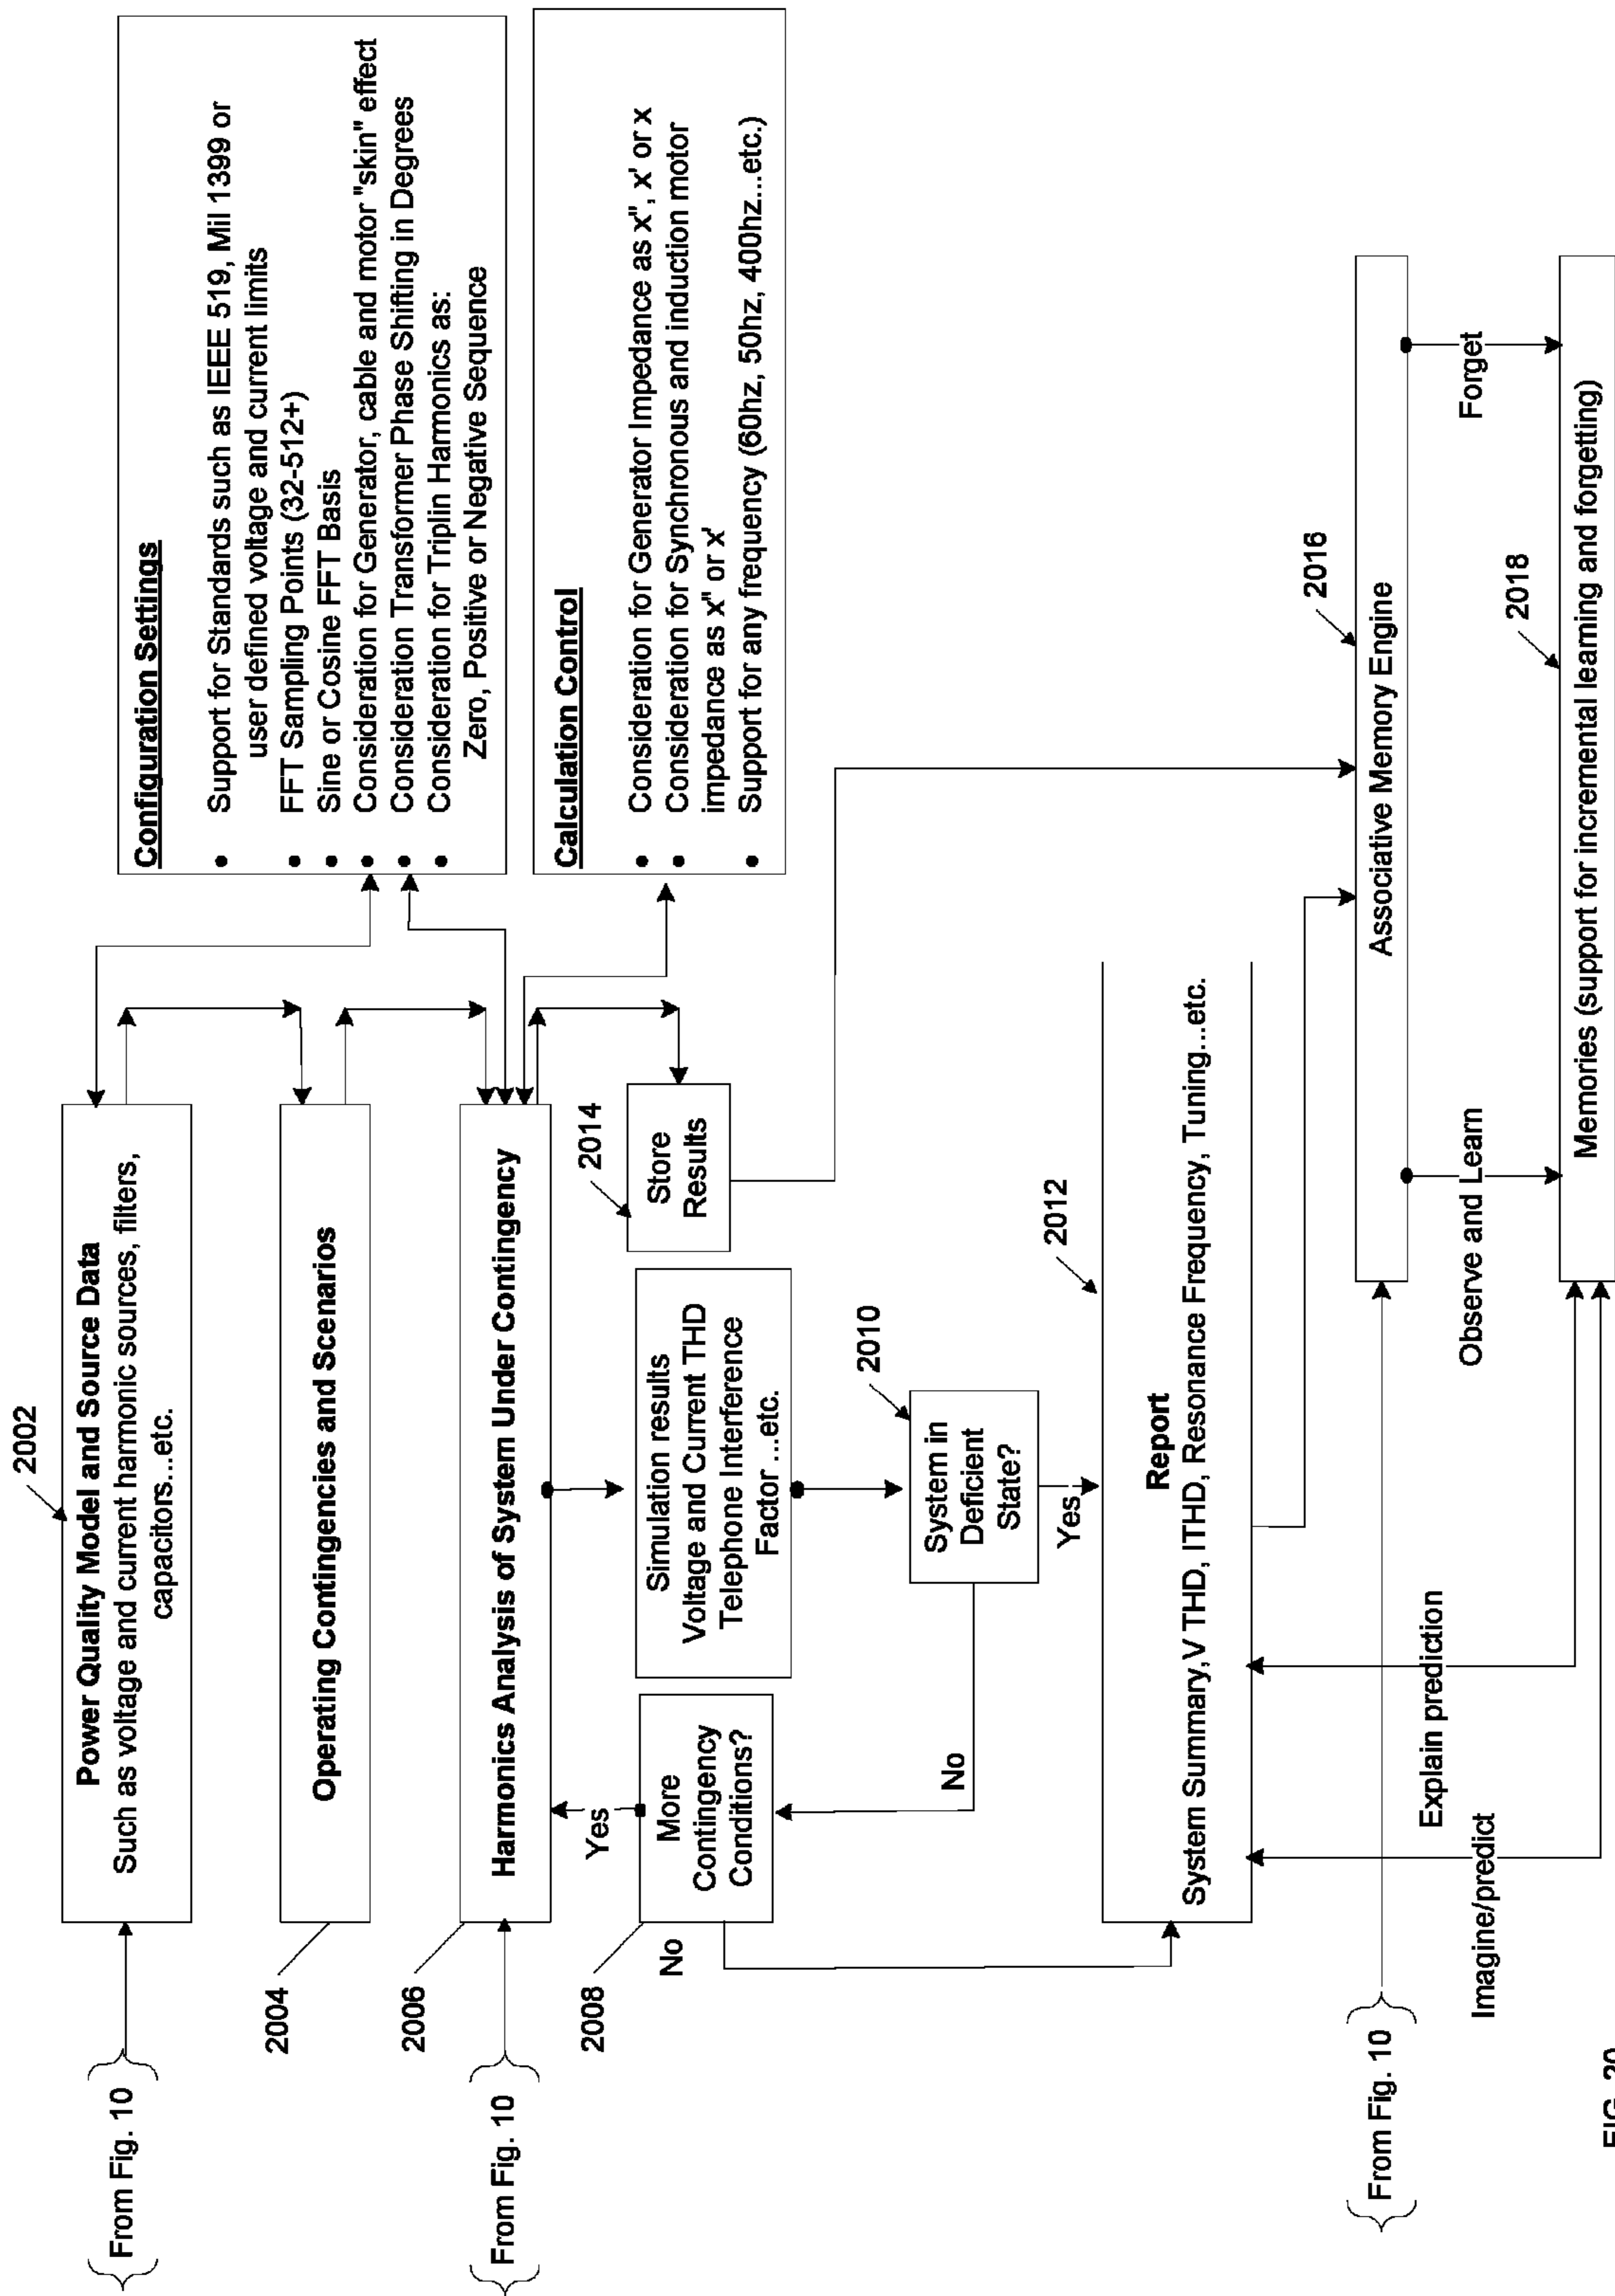 From Fig. 10
2002
Power Quality Model and Source Data
Such as voltage and current harmonic sources, filters,
capacitors...etc.
Configuration Settings
• Support for Standards such as IEEE 519, Mil 1399 or
user defined voltage and current limits
• FFT Sampling Points (32-512+)
• Sine or Cosine FFT Basis
• Consideration for Generator, cable and motor "skin" effect
• Consideration Transformer Phase Shifting in Degrees
• Consideration for Triplin Harmonics as:
Zero, Positive or Negative Sequence
2004
Operating Contingencies and Scenarios
From Fig. 10
2006
Harmonics Analysis of System Under Contingency
Calculation Control
• Consideration for Generator Impedance as x", x' or x
• Consideration for Synchronous and induction motor
impedance as x" or x'
• Support for any frequency (60hz, 50hz, 400hz...etc.)
2008
Yes
More
Contingency
Conditions?
No
Simulation results
Voltage and Current THD
Telephone Interference
Factor ...etc.
2014
Store
Results
2010
System in
Deficient
State?
No
Yes
2012
Report
System Summary,V THD, ITHD, Resonance Frequency, Tuning...etc.
From Fig. 10
2016
Associative Memory Engine
Imagine/predict
Explain prediction
Observe and Learn
Forget
2018
Memories (support for incremental learning and forgetting)
FIG. 20